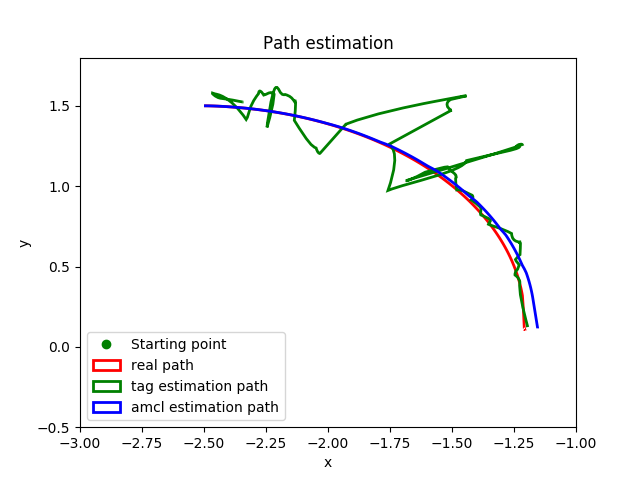 Path estimation
y
1.5
1.0
0.5
0.0
−0.5
Starting point
real path
tag estimation path
amcl estimation path
−3.00 −2.75 −2.50 −2.25 −2.00 −1.75 −1.50 −1.25 −1.00
x